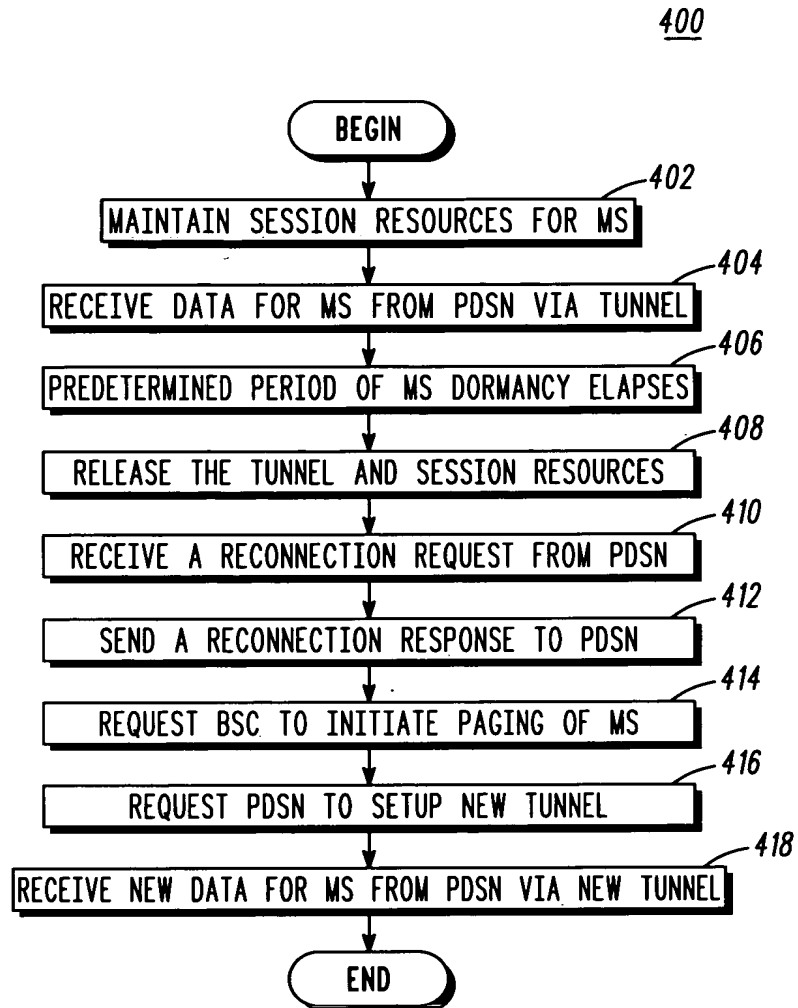 400
BEGIN
402
MAINTAIN SESSION RESOURCES FOR MS
404
RECEIVE DATA FOR MS FROM PDSN VIA TUNNEL
406
PREDETERMINED PERIOD OF MS DORMANCY ELAPSES
408
RELEASE THE TUNNEL AND SESSION RESOURCES
410
RECEIVE A RECONNECTION REQUEST FROM PDSN
412
SEND A RECONNECTION RESPONSE TO PDSN
414
REQUEST BSC TO INITIATE PAGING OF MS
416
REQUEST PDSN TO SETUP NEW TUNNEL
418
RECEIVE NEW DATA FOR MS FROM PDSN VIA NEW TUNNEL
END